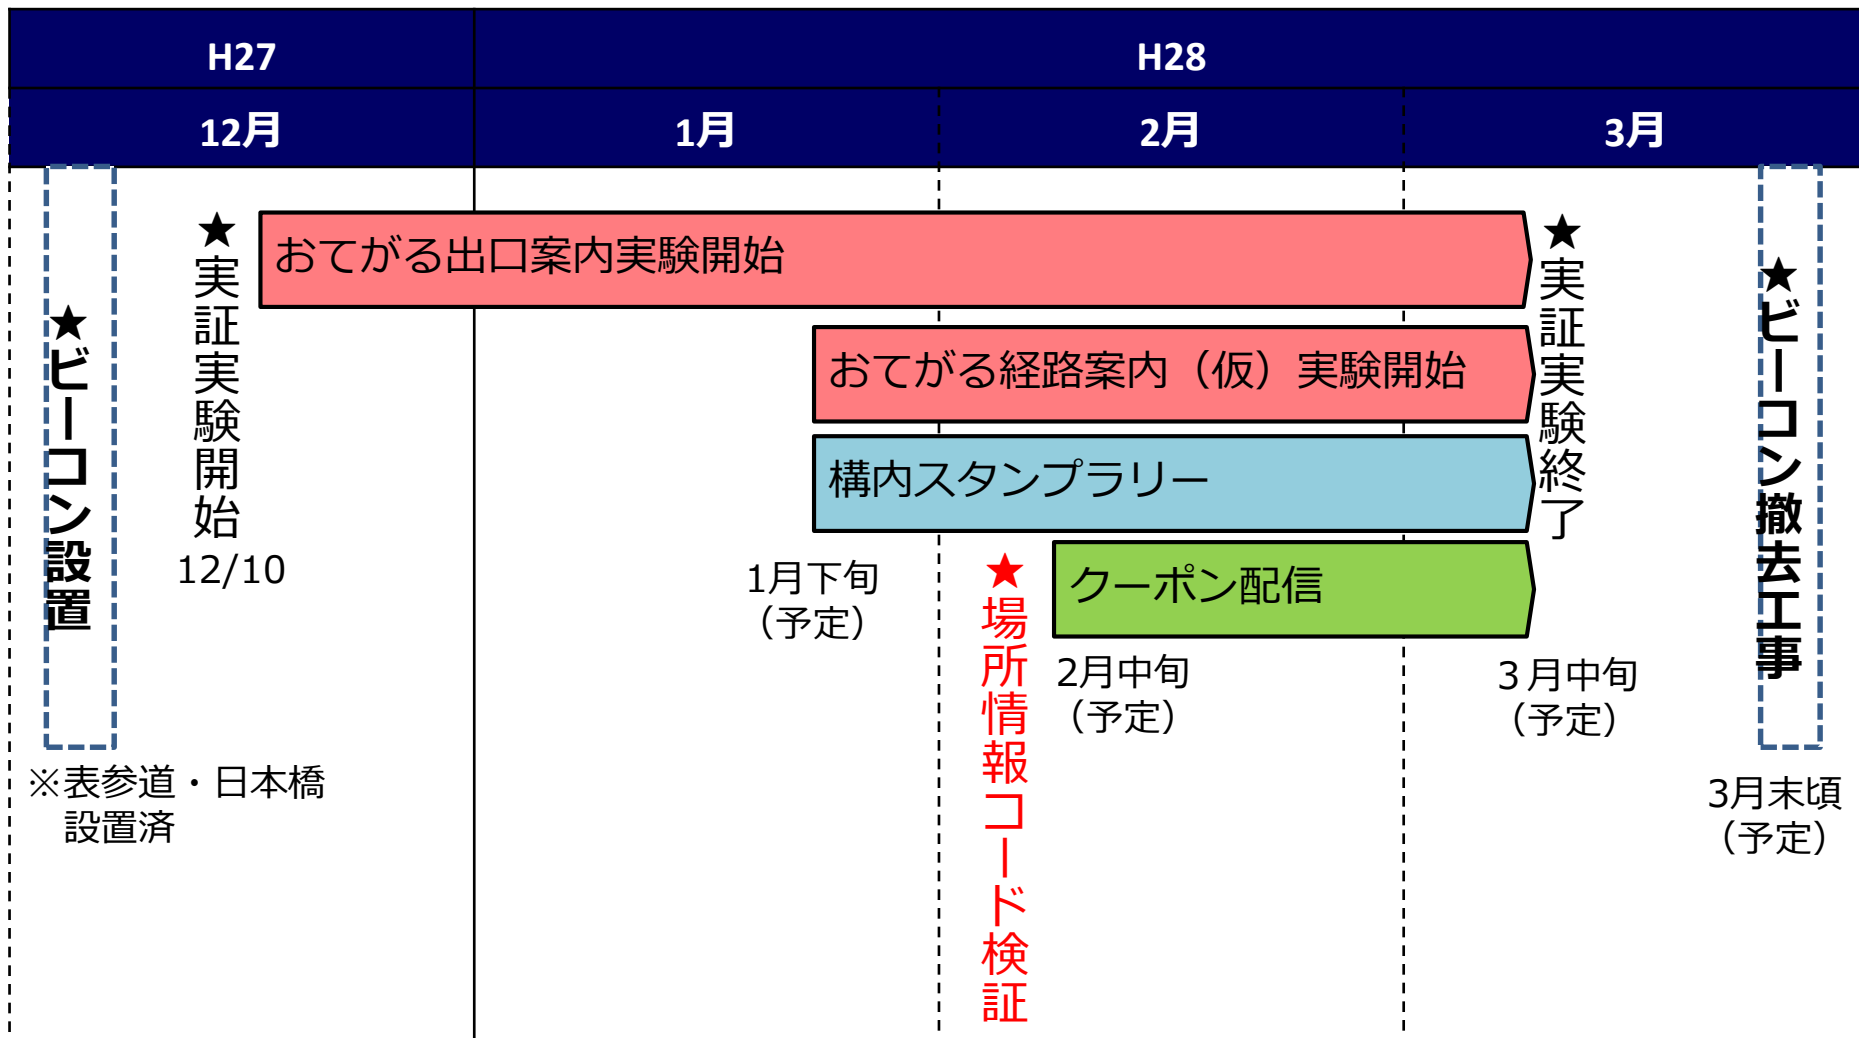 H27
H28
12月
1月
2月
3月
★ビーコン設置
※表参道・日本橋
設置済
★実証実験開始
12/10
おてがる出口案内実験開始
おてがる経路案内（仮）実験開始
構内スタンプラリー
1月下旬
（予定）
★場所情報コード検証
クーポン配信
2月中旬
（予定）
★実証実験終了
３月中旬
（予定）
★ビーコン撤去工事
3月末頃
（予定）